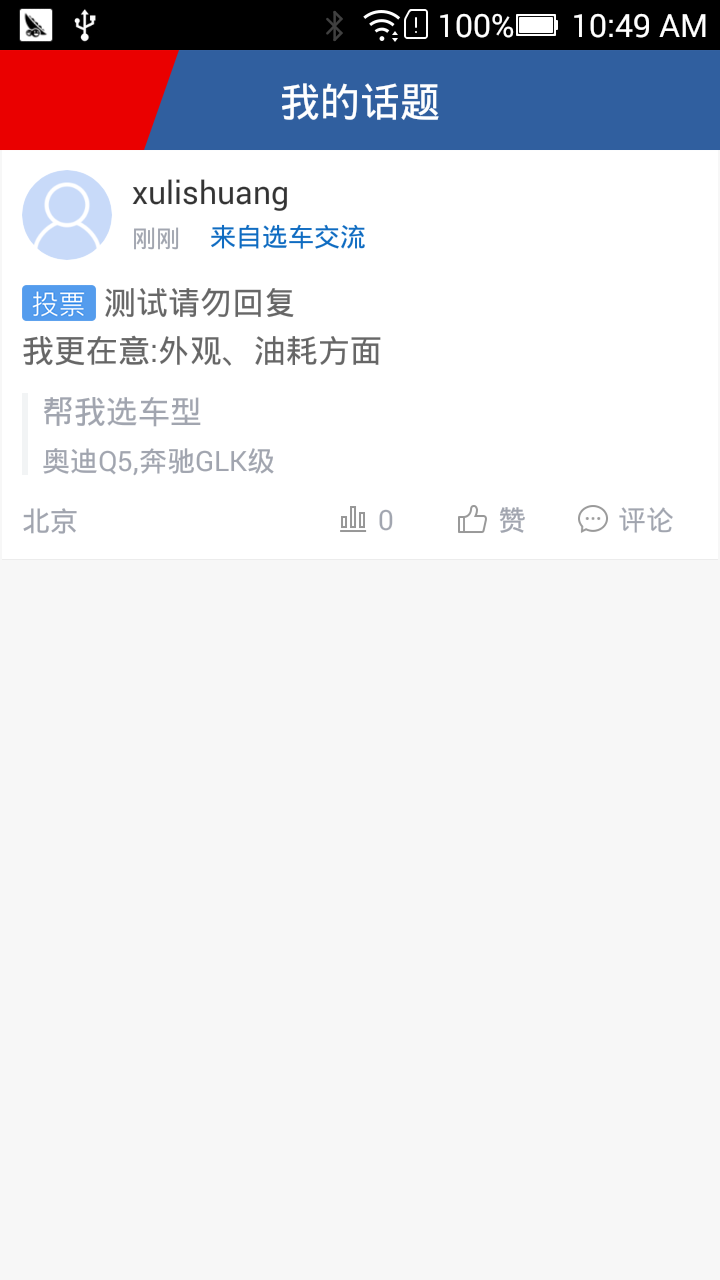 100% 10:49 AM
我的话题
xulishuang
刚刚 来自选车交流
投票 测试请勿回复
我更在意:外观、油耗方面
帮我选车型
奥迪Q5,奔驰GLK级
北京 0 赞 评论